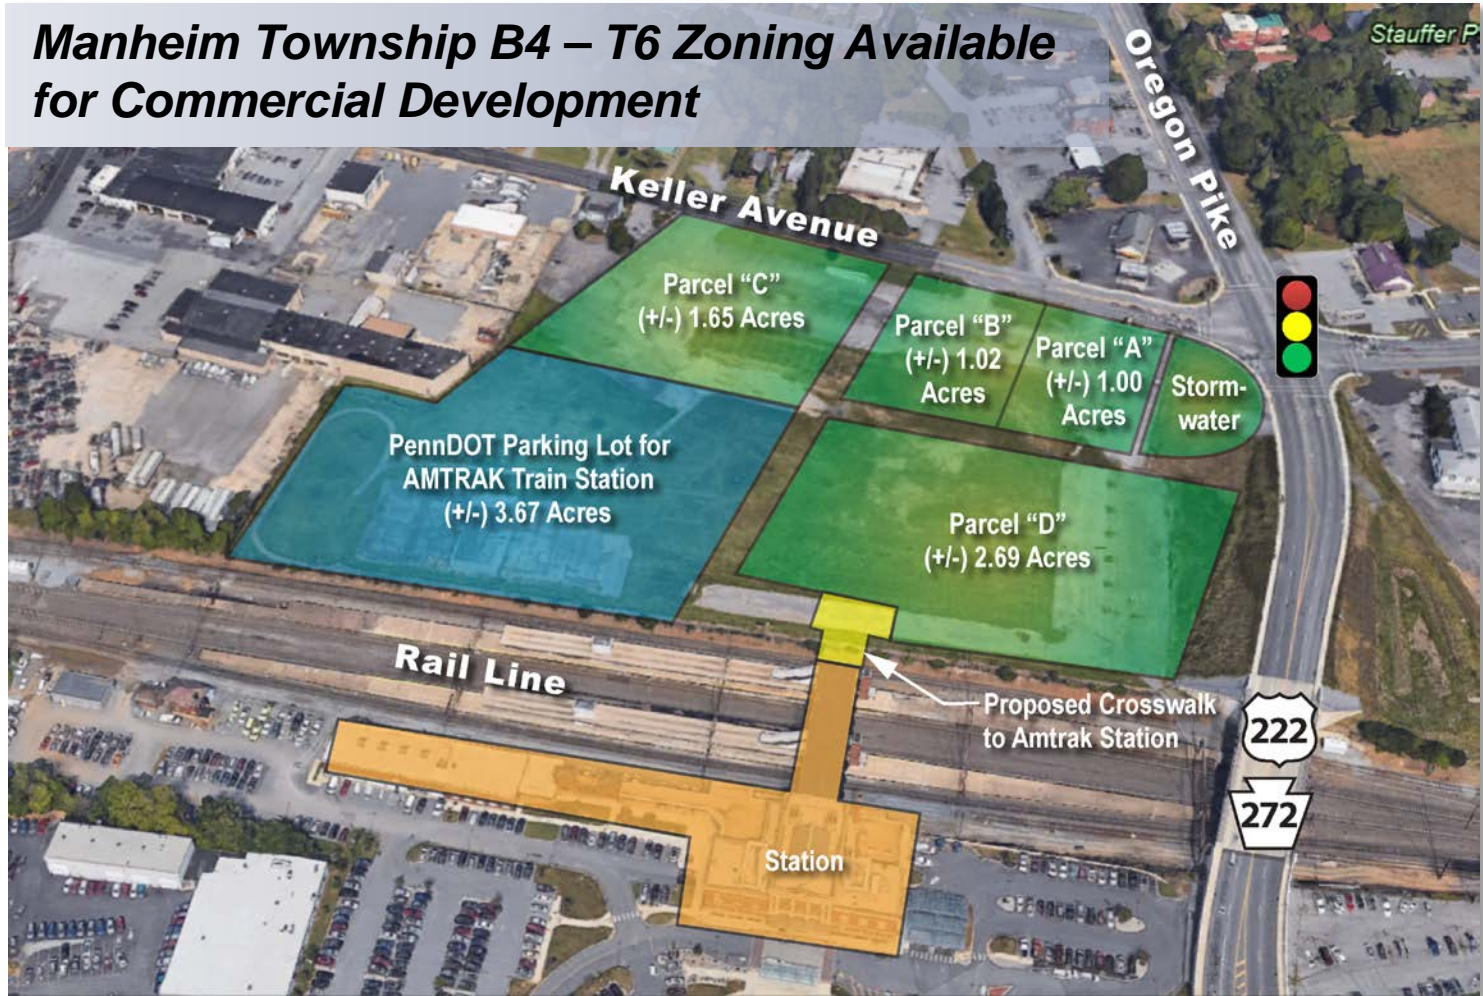 Manheim Township B4 – T6 Zoning Available
for Commercial Development
Stauffer P
Oregon Pike
Keller Avenue
Parcel “C”
(+/-) 1.65 Acres
Parcel “B”
(+/-) 1.02
Acres
Parcel “A”
(+/-) 1.00
Acres
Storm-
water
PennDOT Parking Lot for
AMTRAK Train Station
(+/-) 3.67 Acres
Parcel “D”
(+/-) 2.69 Acres
Rail Line
Proposed Crosswalk
to Amtrak Station
222
272
Station